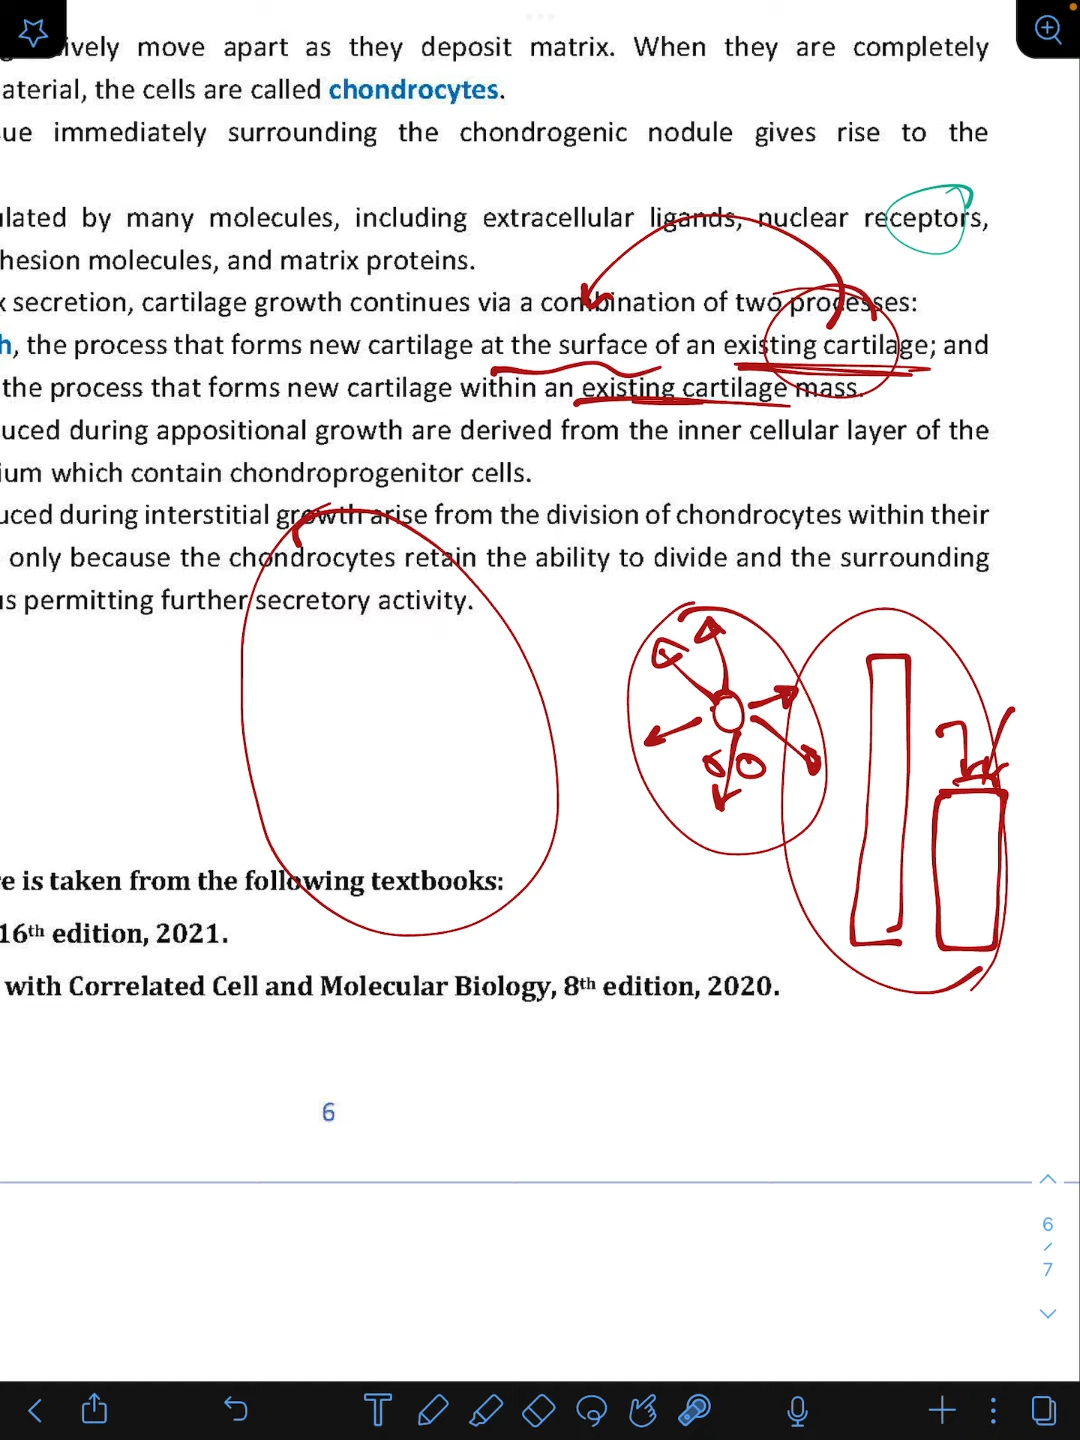 ively move apart as they deposit matrix. When they are completely
aterial, the cells are called chondrocytes.
ue immediately surrounding the chondrogenic nodule gives rise to the
lated by many molecules, including extracellular ligands, nuclear receptors,
hesion molecules, and matrix proteins.
x secretion, cartilage growth continues via a combination of two processes:
h, the process that forms new cartilage at the surface of an existing cartilage; and
the process that forms new cartilage within an existing cartilage mass.
uced during appositional growth are derived from the inner cellular layer of the
ium which contain chondroprogenitor cells.
uced during interstitial growth arise from the division of chondrocytes within their
only because the chondrocytes retain the ability to divide and the surrounding
us permitting further secretory activity.
e is taken from the following textbooks:
16th edition, 2021.
with Correlated Cell and Molecular Biology, 8th edition, 2020.
6
6
/
7
T